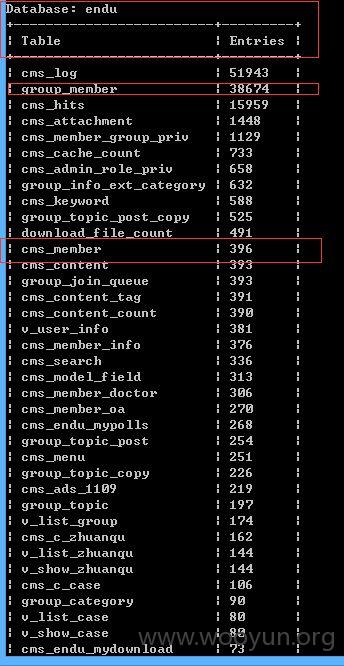 Database: endu
| Table | Entries |
| cms_log | 51943 |
| group_member | 38674 |
| cms_hits | 15959 |
| cms_attachment | 1448 |
| cms_member_group_priv | 1129 |
| cms_cache_count | 733 |
| cms_admin_role_priv | 658 |
| group_info_ext_category | 632 |
| cms_keyword | 588 |
| group_topic_post_copy | 525 |
| download_file_count | 491 |
| cms_member | 396 |
| cms_content | 393 |
| group_join_queue | 393 |
| cms_content_tag | 391 |
| cms_content_count | 390 |
| v_user_info | 381 |
| cms_member_info | 376 |
| cms_search | 336 |
| cms_model_field | 313 |
| cms_member_doctor | 306 |
| cms_member_oa | 270 |
| cms_endu_mypolls | 268 |
| group_topic_post | 254 |
| cms_menu | 251 |
| group_topic_copy | 226 |
| cms_ads_1109 | 219 |
| group_topic | 197 |
| v_list_group | 174 |
| cms_c_zhuanqu | 162 |
| v_list_zhuanqu | 144 |
| v_show_zhuanqu | 144 |
| cms_c_case | 106 |
| group_category | 90 |
| v_list_case | 80 |
| v_show_case | 80 |
| cms_endu_mydownload | 73 |
www.wooyun.org